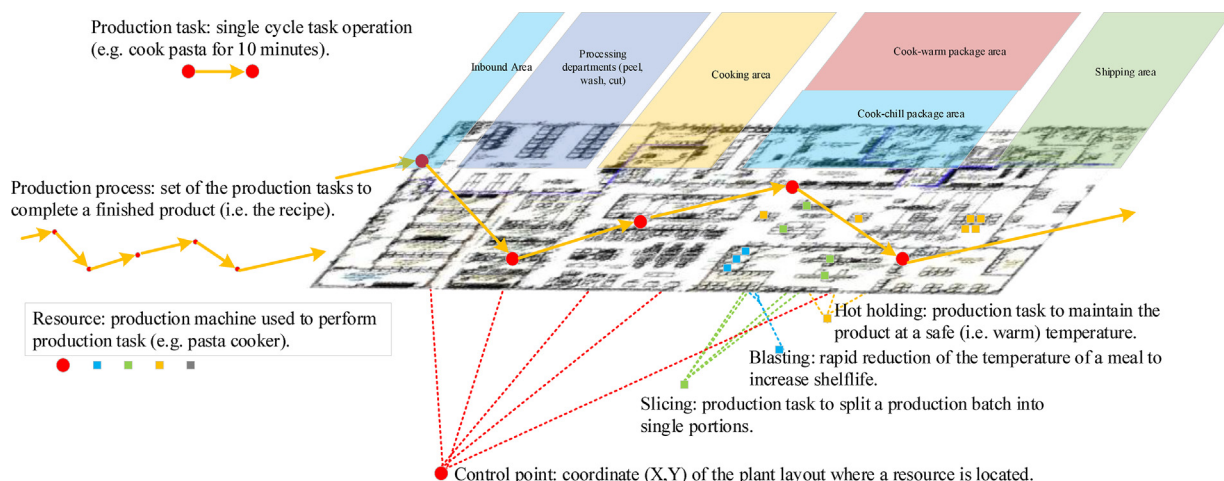 Production task: single cycle task operation
(e.g. cook pasta for 10 minutes).
Inbound Area
Processing
departments (peel,
wash, cut)
Cooking area
Cook-warm package area
Cook-chill package area
Shipping area
Production process: set of the production tasks to
complete a finished product (i.e. the recipe).
Resource: production machine used to perform
production task (e.g. pasta cooker).
Hot holding: production task to maintain the
product at a safe (i.e. warm) temperature.
Blasting: rapid reduction of the temperature of a meal to
increase shelflife.
Slicing: production task to split a production batch into
single portions.
Control point: coordinate (X,Y) of the plant layout where a resource is located.